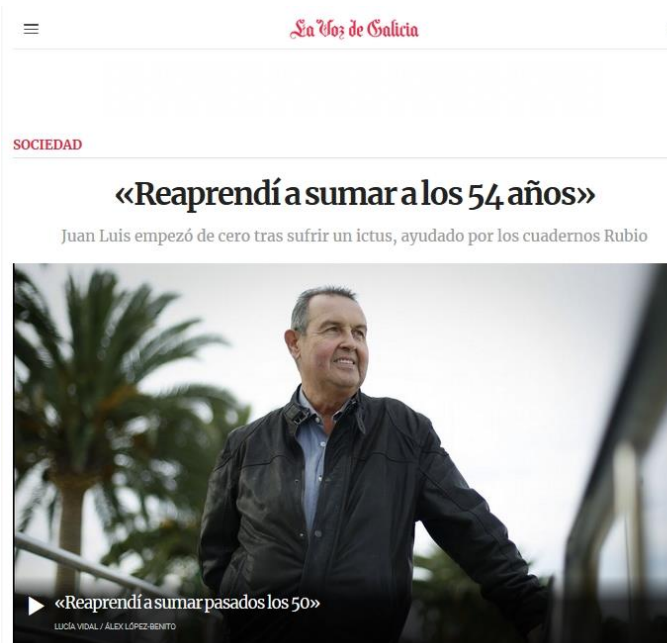 La Voz de Galicia
SOCIEDAD
«Reaprendí a sumar a los 54 años»
Juan Luis empezó de cero tras sufrir un ictus, ayudado por los cuadernos Rubio
«Reaprendí a sumar pasados los 50»
LUCÍA VIDAL / ÁLEX LÓPEZ-BENITO